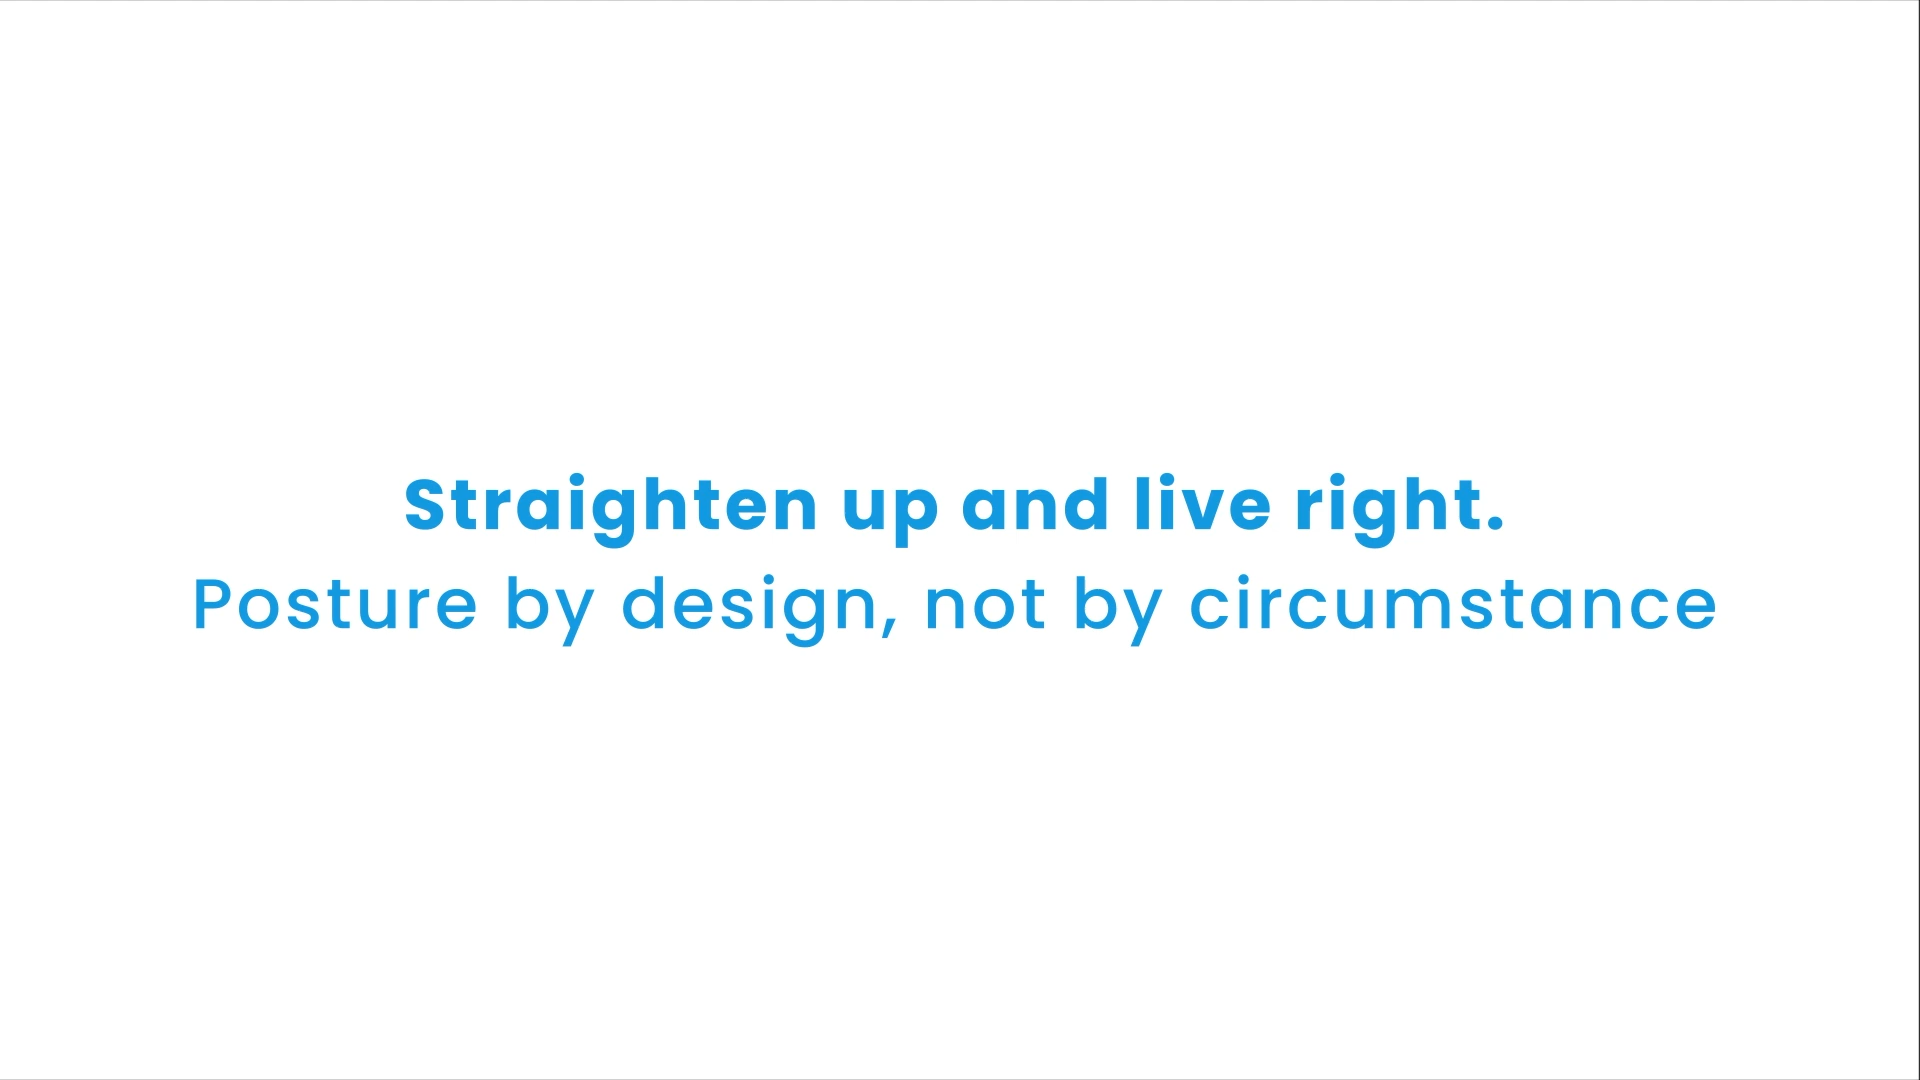 Straighten up and live right.
Posture by design, not by circumstance